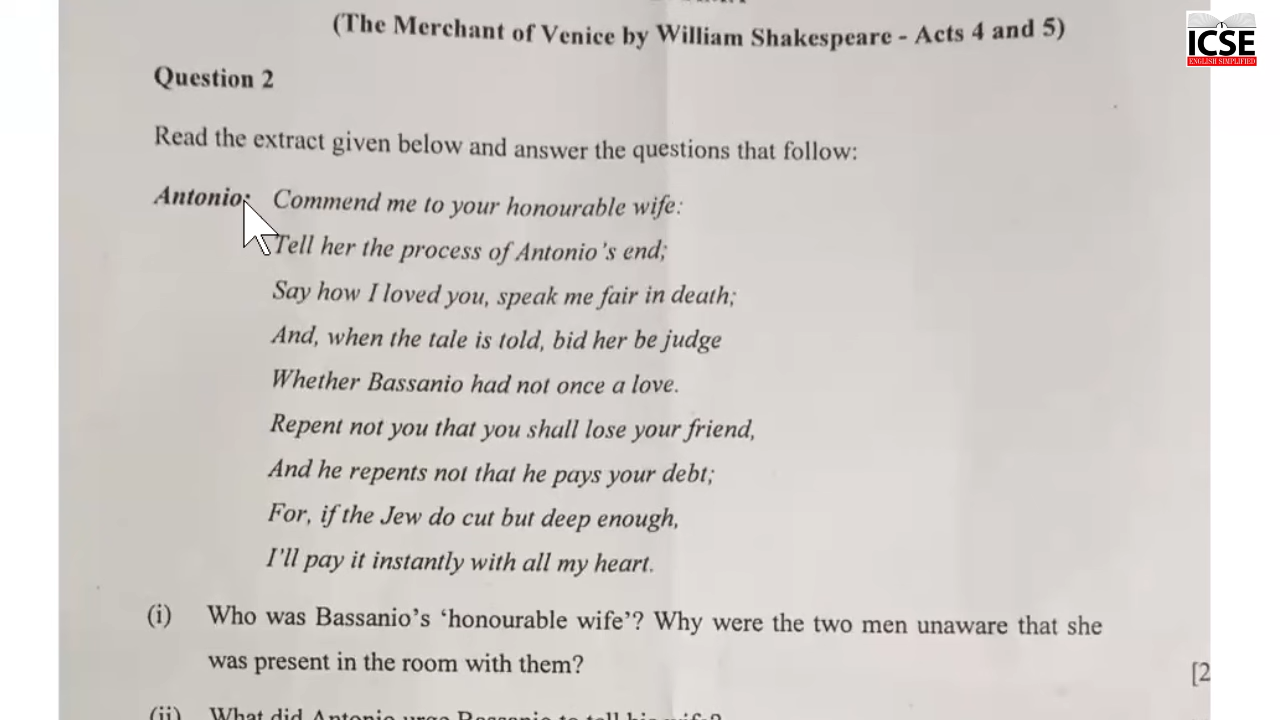 (The Merchant of Venice by William Shakespeare - Acts 4 and 5)
ICSE
ENGLISH SIMPLIFIED
Question 2
Read the extract given below and answer the questions that follow:
Antonio: Commend me to your honourable wife:
Tell her the process of Antonio's end;
Say how I loved you, speak me fair in death;
And, when the tale is told, bid her be judge
Whether Bassanio had not once a love.
Repent not you that you shall lose your friend,
And he repents not that he pays your debt;
For, if the Jew do cut but deep enough,
I'll pay it instantly with all my heart.
(i) Who was Bassanio's 'honourable wife'? Why were the two men unaware that she
was present in the room with them?
[2
(ii) What did Antonio urge Bassanio to tell his wife?